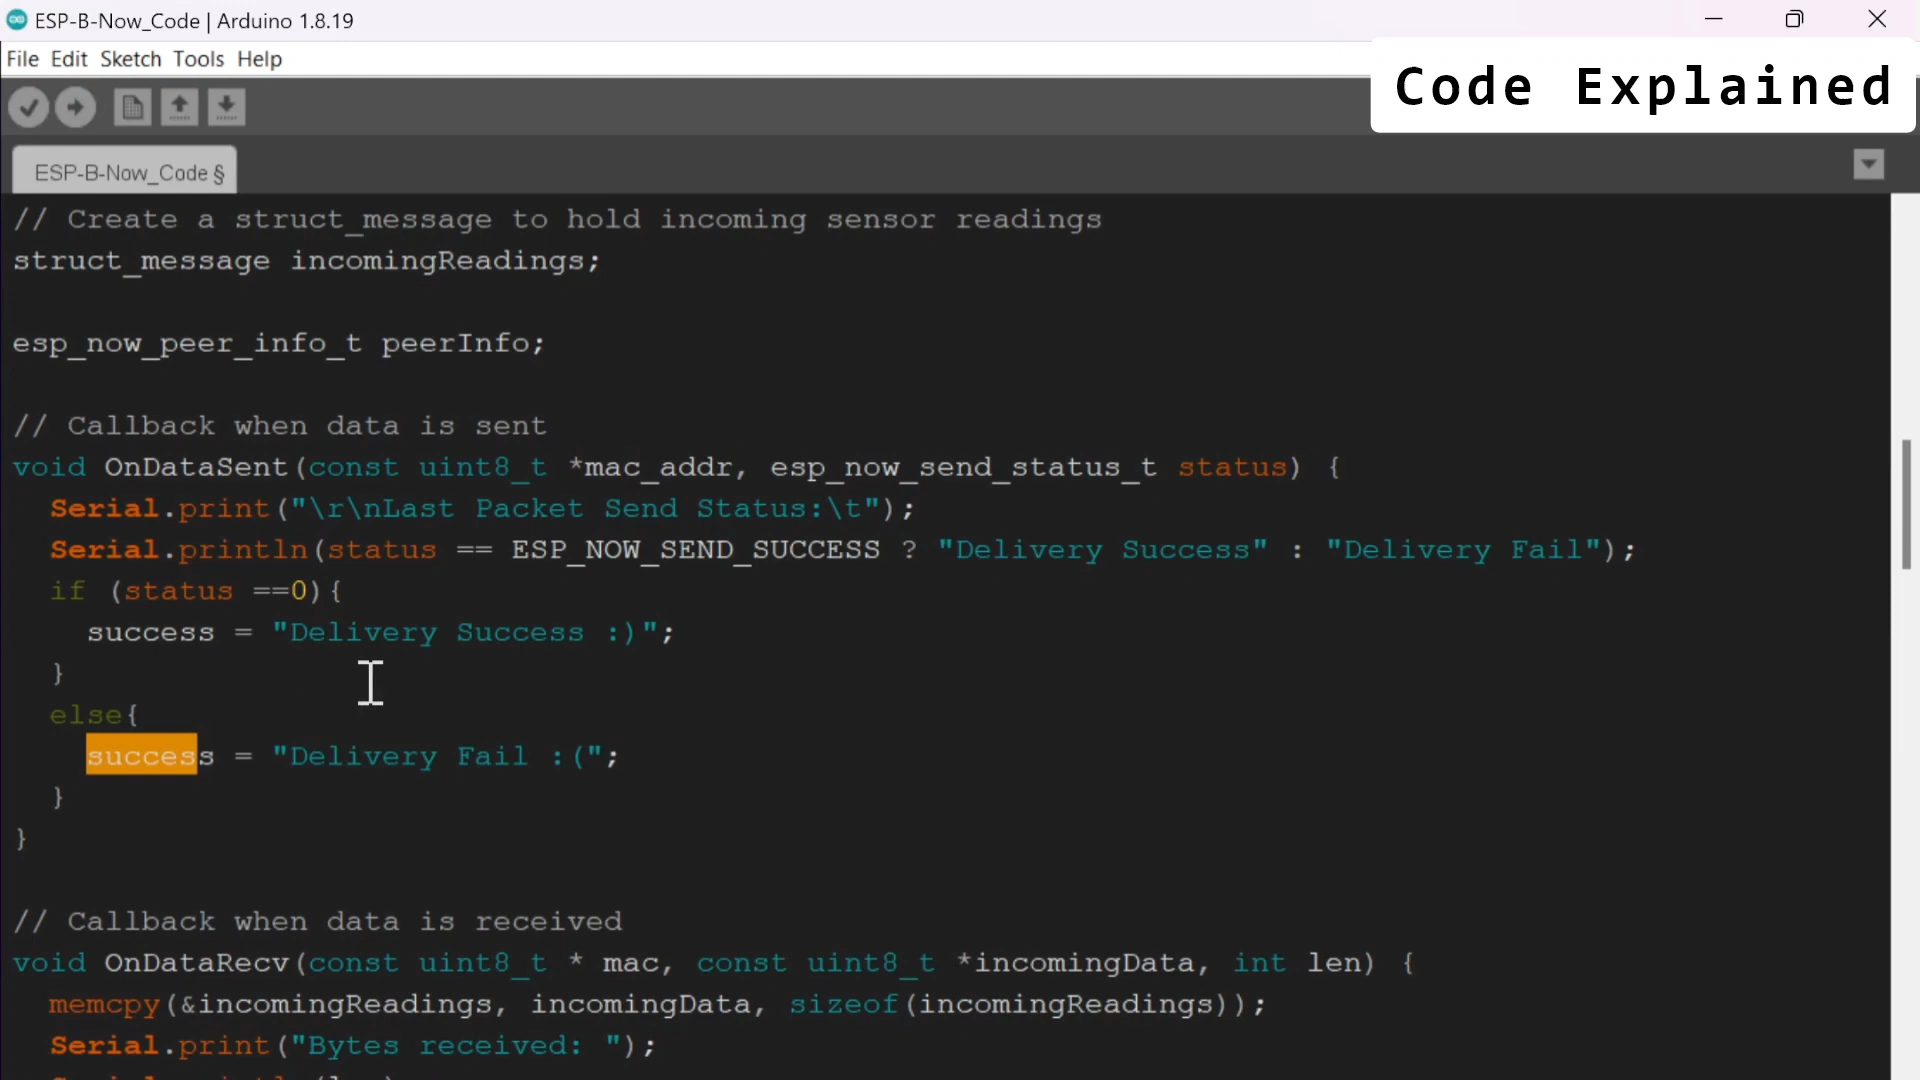 ESP-B-Now_Code | Arduino 1.8.19
File Edit Sketch Tools Help
Code Explained
ESP-B-Now_Code §
// Create a struct_message to hold incoming sensor readings
struct_message incomingReadings;
esp_now_peer_info_t peerInfo;
// Callback when data is sent
void OnDataSent(const uint8_t *mac_addr, esp_now_send_status_t status) {
Serial.print("\r\nLast Packet Send Status:\t");
Serial.println(status == ESP_NOW_SEND_SUCCESS ? "Delivery Success" : "Delivery Fail");
if (status ==0){
success = "Delivery Success :)";
}
else{
success = "Delivery Fail :(";
}
}
// Callback when data is received
void OnDataRecv(const uint8_t * mac, const uint8_t *incomingData, int len) {
memcpy(&incomingReadings, incomingData, sizeof(incomingReadings));
Serial.print("Bytes received: ");